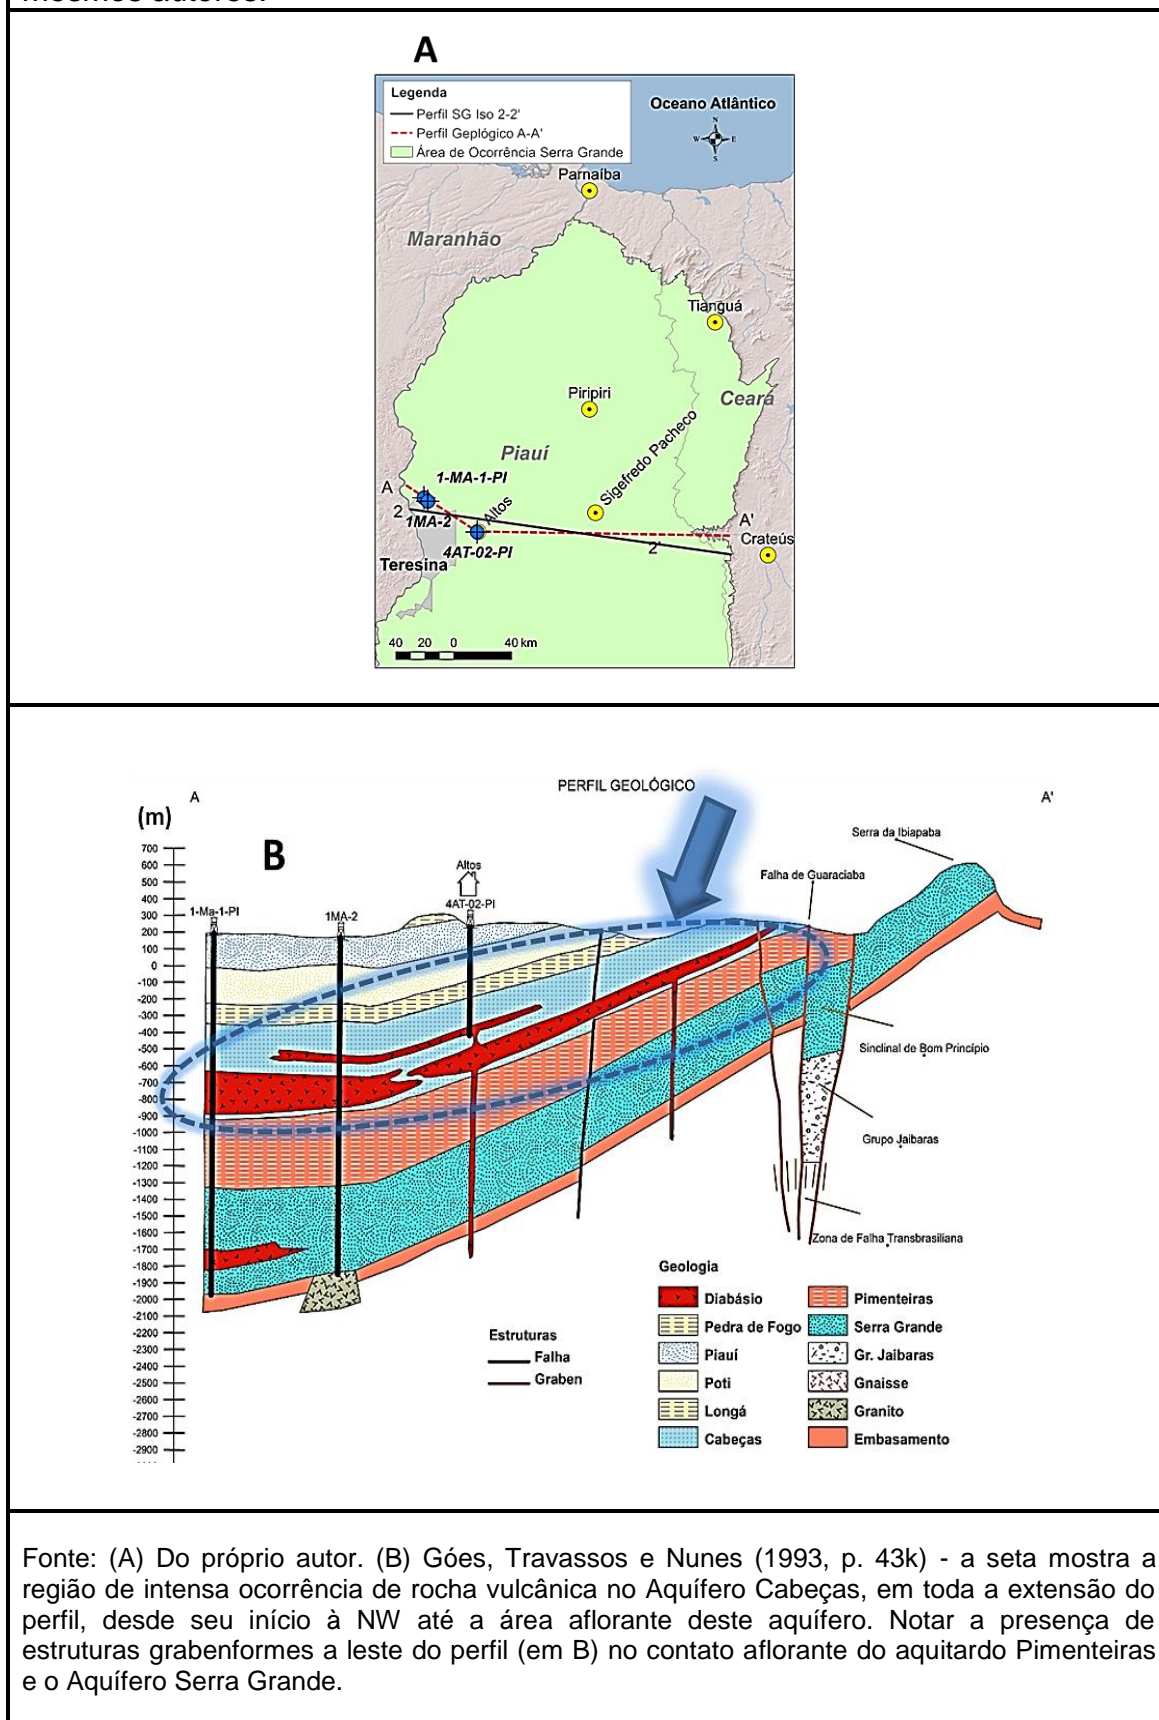 mesmos autores.
A
Legenda
Perfil SG Iso 2-2'
Perfil Geplógico A-A'
Área de Ocorrência Serra Grande
Oceano Atlântico
N
W
E
S
Parnaíba
Maranhão
Tianguá
Piripiri
Ceará
Piauí
Sigefredo Pacheco
1-MA-1-PI
A
2
1MA-2
Altos
A'
Crateús
2'
4AT-02-PI
Teresina
40 20 0 40 km
PERFIL GEOLÓGICO
A
A'
(m)
B
Serra da Ibiapaba
Altos
Falha de Guaraciaba
4AT-02-PI
1-Ma-1-PI
1MA-2
700
600
500
400
300
200
100
0
-100
-200
-300
-400
-500
-600
-700
-800
-900
-1000
-1100
-1200
-1300
-1400
-1500
-1600
-1700
-1800
-1900
-2000
-2100
-2200
-2300
-2400
-2500
-2600
-2700
-2800
-2900
Sinclinal de Bom Princípio
Grupo Jaibaras
Zona de Falha Transbrasiliana
Estruturas
Falha
Graben
Geologia
Diabásio
Pedra de Fogo
Piauí
Poti
Longá
Cabeças
Pimenteiras
Serra Grande
Gr. Jaibaras
Gnaisse
Granito
Embasamento
Fonte: (A) Do próprio autor. (B) Góes, Travassos e Nunes (1993, p. 43k) - a seta mostra a
região de intensa ocorrência de rocha vulcânica no Aquífero Cabeças, em toda a extensão do
perfil, desde seu início à NW até a área aflorante deste aquífero. Notar a presença de
estruturas grabenformes a leste do perfil (em B) no contato aflorante do aquitardo Pimenteiras
e o Aquífero Serra Grande.